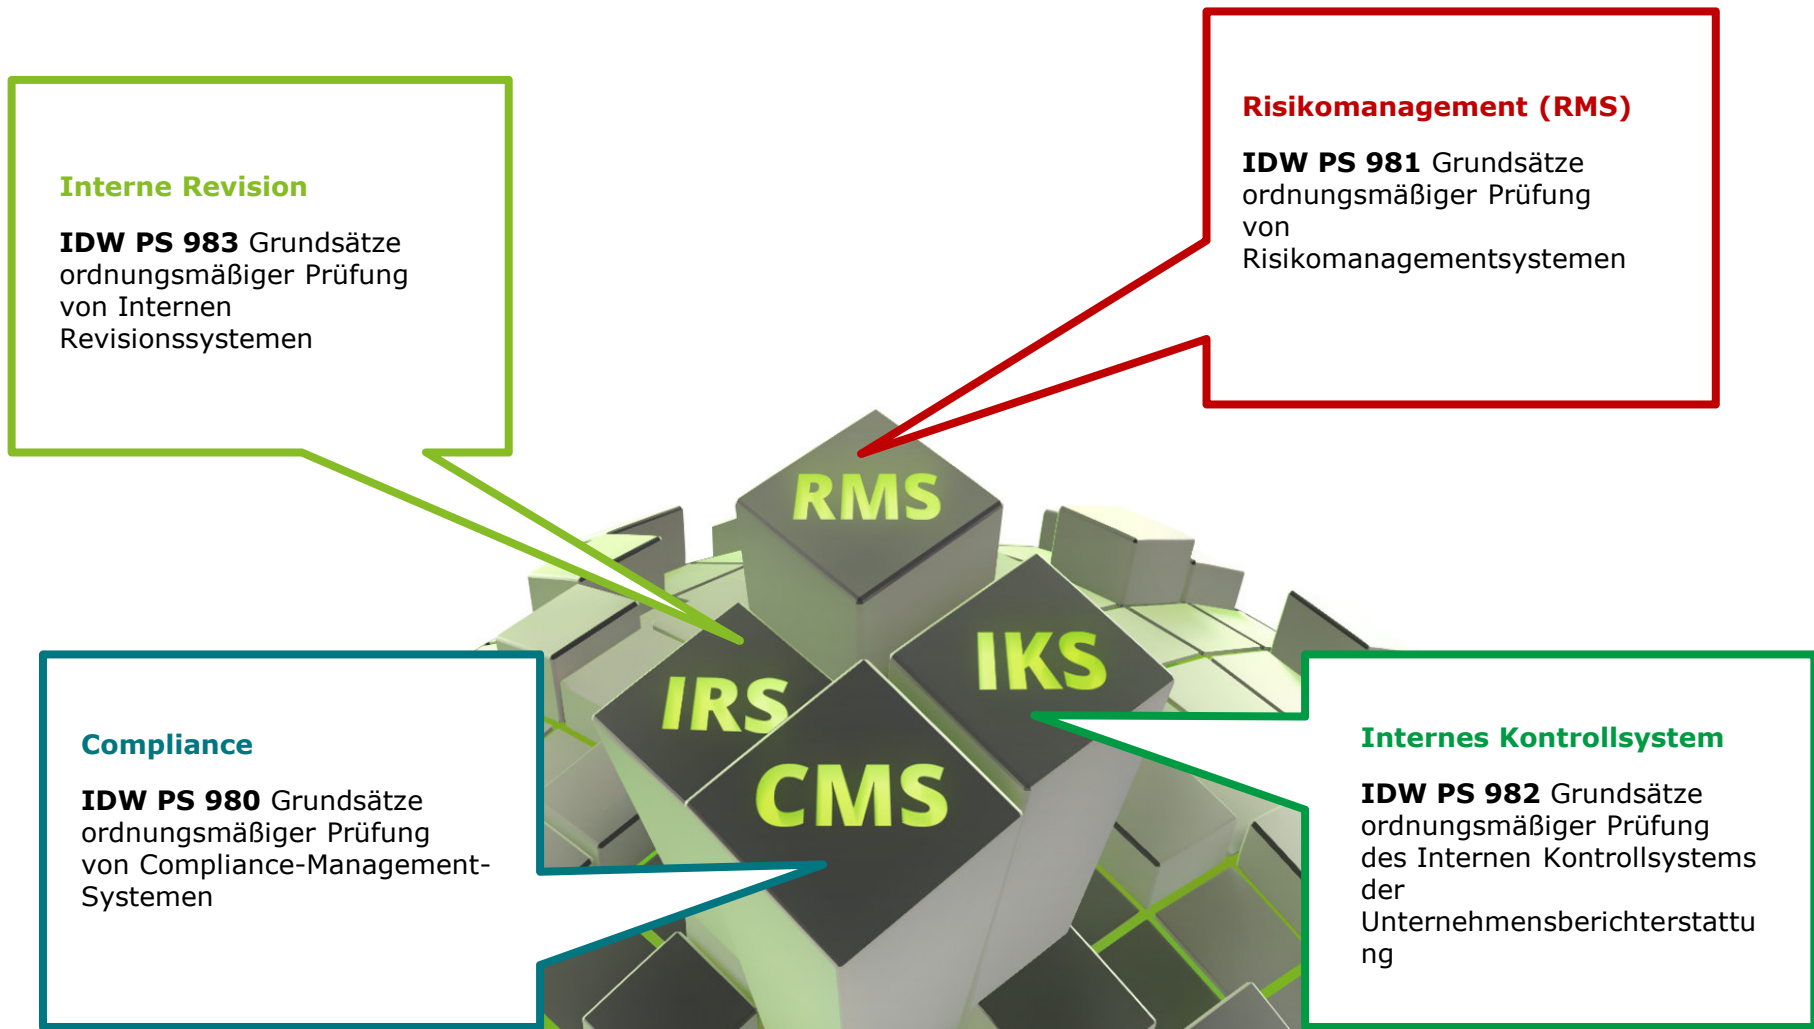 Interne Revision
IDW PS 983 Grundsätze
ordnungsmäßiger Prüfung
von Internen
Revisionssystemen
Risikomanagement (RMS)
IDW PS 981 Grundsätze
ordnungsmäßiger Prüfung
von
Risikomanagementsystemen
RMS
IRS
IKS
CMS
Compliance
IDW PS 980 Grundsätze
ordnungsmäßiger Prüfung
von Compliance-Management-
Systemen
Internes Kontrollsystem
IDW PS 982 Grundsätze
ordnungsmäßiger Prüfung
des Internen Kontrollsystems
der
Unternehmensberichterstattu
ng